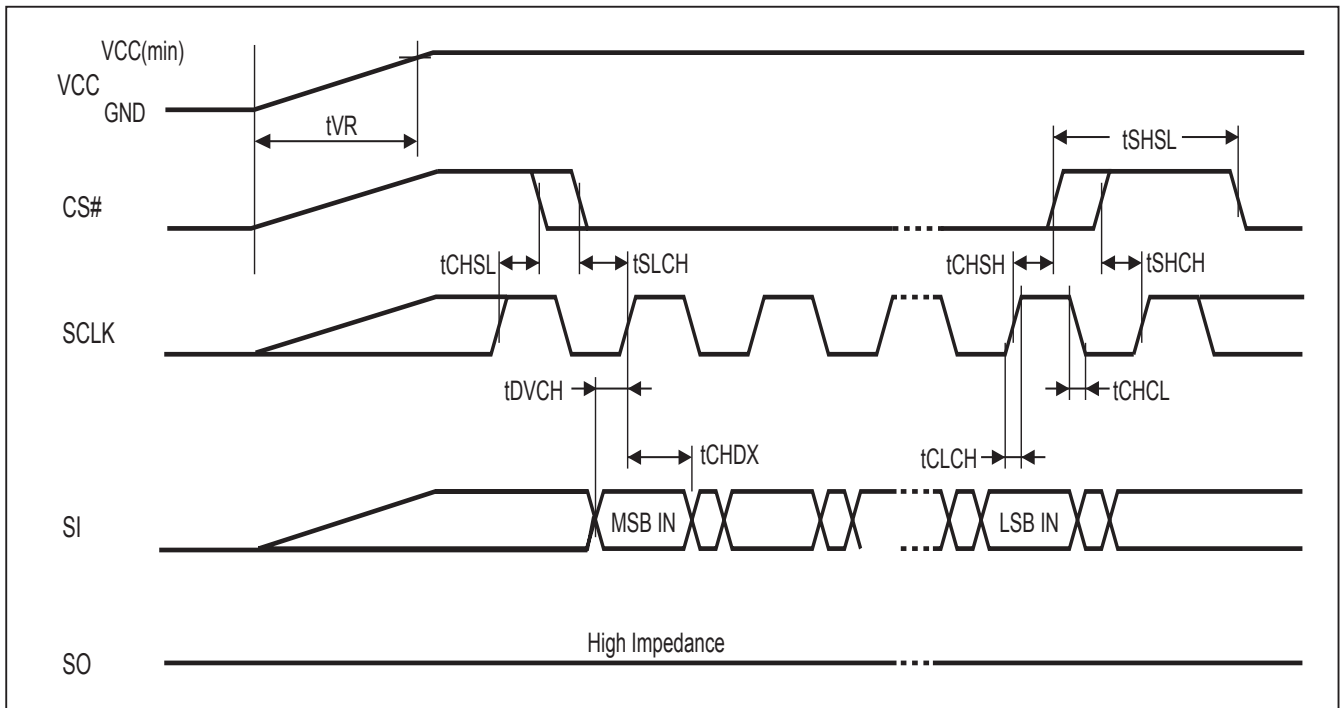 VCC(min)
VCC
GND
tVR
tSHSL
CS#
tCHSL
tSLCH
tCHSH
tSHCH
SCLK
tDVCH
tCHCL
tCHDX
tCLCH
SI
MSB IN
LSB IN
High Impedance
SO